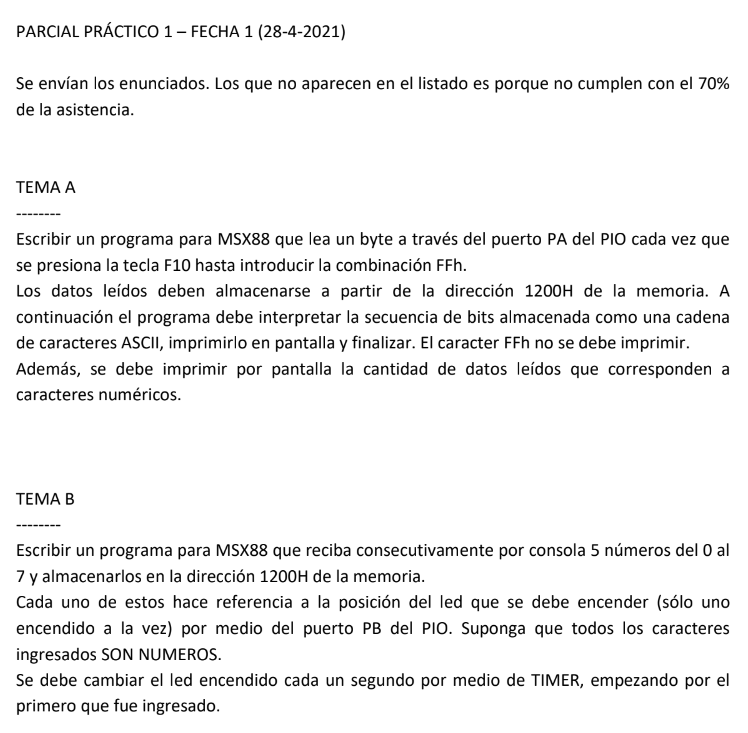 PARCIAL PRÁCTICO 1 – FECHA 1 (28-4-2021)
Se envían los enunciados. Los que no aparecen en el listado es porque no cumplen con el 70%
de la asistencia.
TEMA A
--------
Escribir un programa para MSX88 que lea un byte a través del puerto PA del PIO cada vez que
se presiona la tecla F10 hasta introducir la combinación FFh.
Los datos leídos deben almacenarse a partir de la dirección 1200H de la memoria. A
continuación el programa debe interpretar la secuencia de bits almacenada como una cadena
de caracteres ASCII, imprimirlo en pantalla y finalizar. El caracter FFh no se debe imprimir.
Además, se debe imprimir por pantalla la cantidad de datos leídos que corresponden a
caracteres numéricos.
TEMA B
--------
Escribir un programa para MSX88 que reciba consecutivamente por consola 5 números del 0 al
7 y almacenarlos en la dirección 1200H de la memoria.
Cada uno de estos hace referencia a la posición del led que se debe encender (sólo uno
encendido a la vez) por medio del puerto PB del PIO. Suponga que todos los caracteres
ingresados SON NUMEROS.
Se debe cambiar el led encendido cada un segundo por medio de TIMER, empezando por el
primero que fue ingresado.